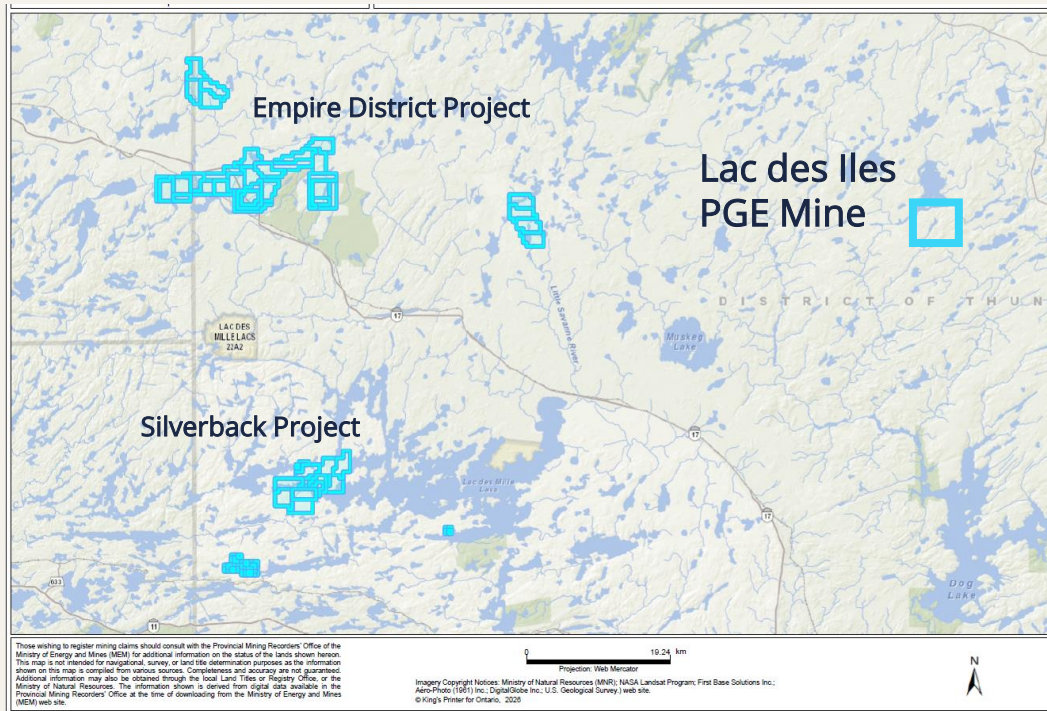 Empire District Project
Lac des Iles
PGE Mine
DISTRICT OF THUN
Little Savanne River
17
LAC DES
MILLE LACS
22A2
Muskeg
Lake
Silverback Project
17
Lac des Mille
Lacs
17
633
Dog
Lake
11
Those wishing to register mining claims should consult with the Provincial Mining Recorders' Office of the
Ministry of Energy and Mines (MEM) for additional information on the status of the lands shown hereon.
This map is not intended for navigational, survey, or land title determination purposes as the information
shown on this map is compiled from various sources. Completeness and accuracy are not guaranteed.
Additional information may also be obtained through the local Land Titles or Registry Office, or the
Ministry of Natural Resources. The information shown is derived from digital data available in the
Provincial Mining Recorders' Office at the time of downloading from the Ministry of Energy and Mines
(MEM) web site.
0 19.24 km
Projection: Web Mercator
Imagery Copyright Notices: Ministry of Natural Resources (MNR); NASA Landsat Program; First Base Solutions Inc.;
Aéro-Photo (1961) Inc.; DigitalGlobe Inc.; U.S. Geological Survey.) web site.
© King's Printer for Ontario, 2026
N